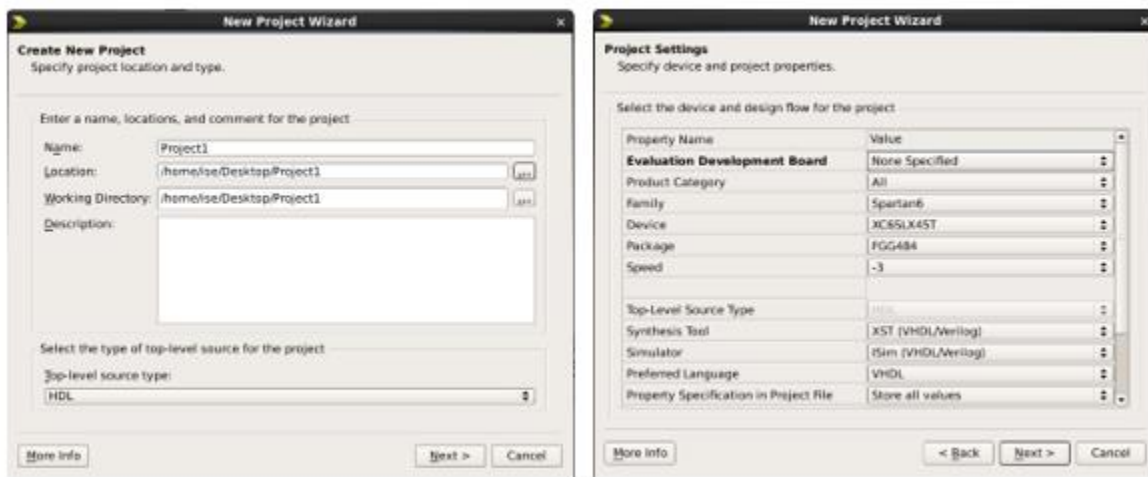 New Project Wizard
Create New Project
Specify project location and type.
Enter a name, locations, and comment for the project
Name: Project1
Location: /home/ise/Desktop/Project1
Working Directory: /home/ise/Desktop/Project1
Description:
Select the type of top-level source for the project
Top-level source type:
HDL
More Info Next > Cancel
New Project Wizard
Project Settings
Specify device and project properties.
Select the device and design flow for the project
Property Name Value
Evaluation Development Board None Specified
Product Category All
Family Spartan6
Device XC6SLX45T
Package FGG484
Speed -3
Top-Level Source Type HDL
Synthesis Tool XST (VHDL/Verilog)
Simulator ISim (VHDL/Verilog)
Preferred Language VHDL
Property Specification in Project File Store all values
More Info < Back Next > Cancel